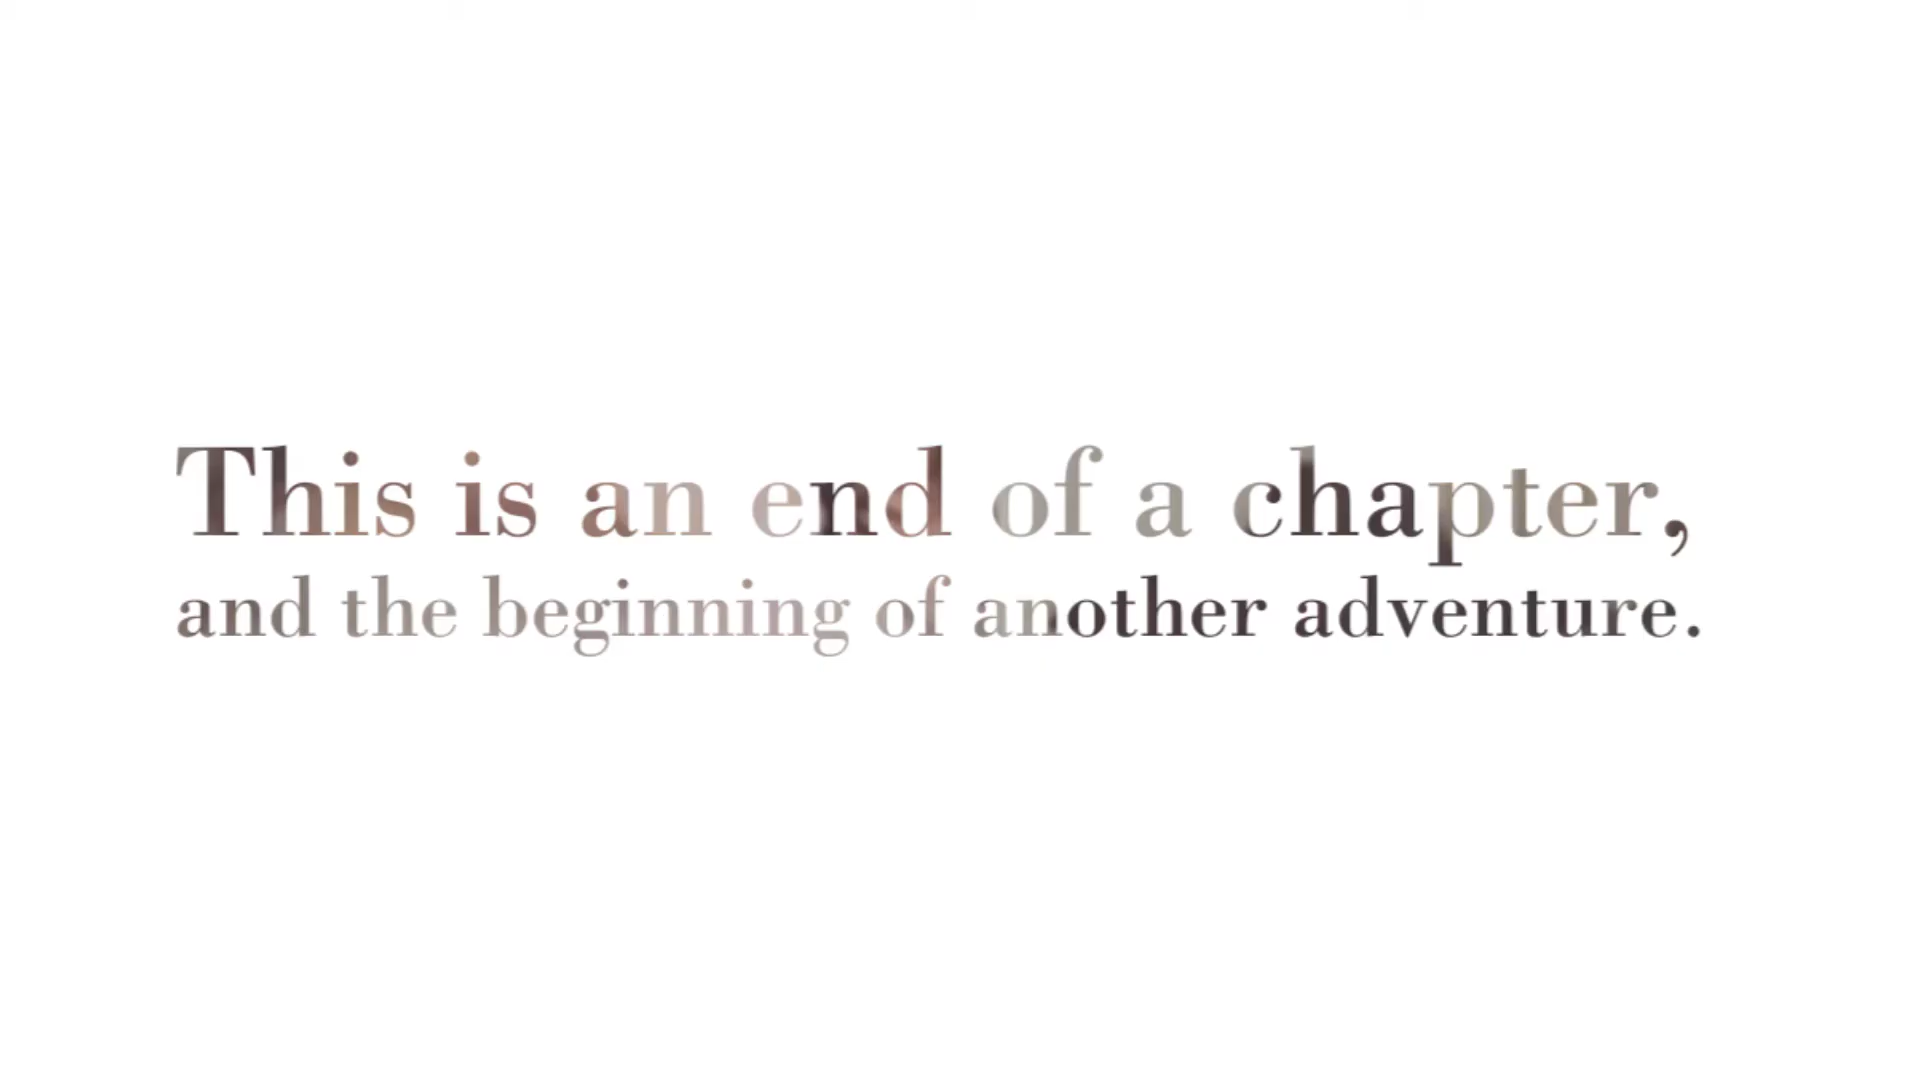 This is an end of a chapter,
and the beginning of another adventure.